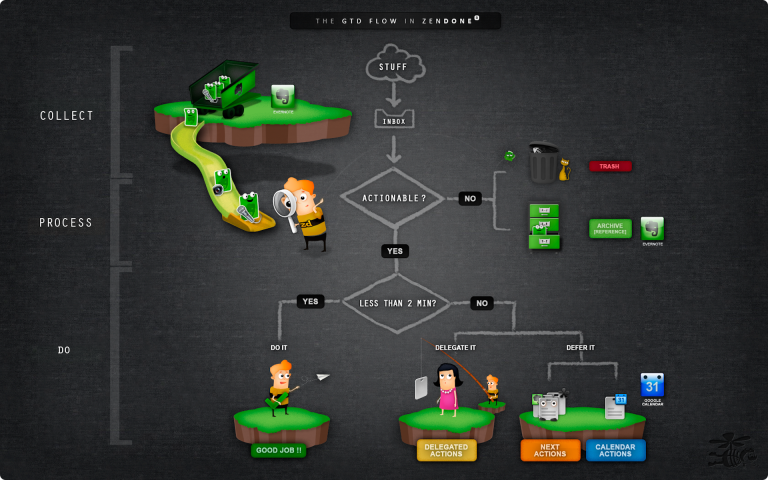 THE GTD FLOW IN ZENDONE
STUFF
EVERNOTE
COLLECT
INBOX
TRASH
ACTIONABLE?
NO
PROCESS
zd
ARCHIVE
(REFERENCE)
EVERNOTE
YES
YES
LESS THAN 2 MIN?
NO
DO
DO IT
DELEGATE IT
DEFER IT
31
GOOGLE
CALENDAR
31
GOOD JOB !!
DELEGATED
ACTIONS
NEXT
ACTIONS
CALENDAR
ACTIONS